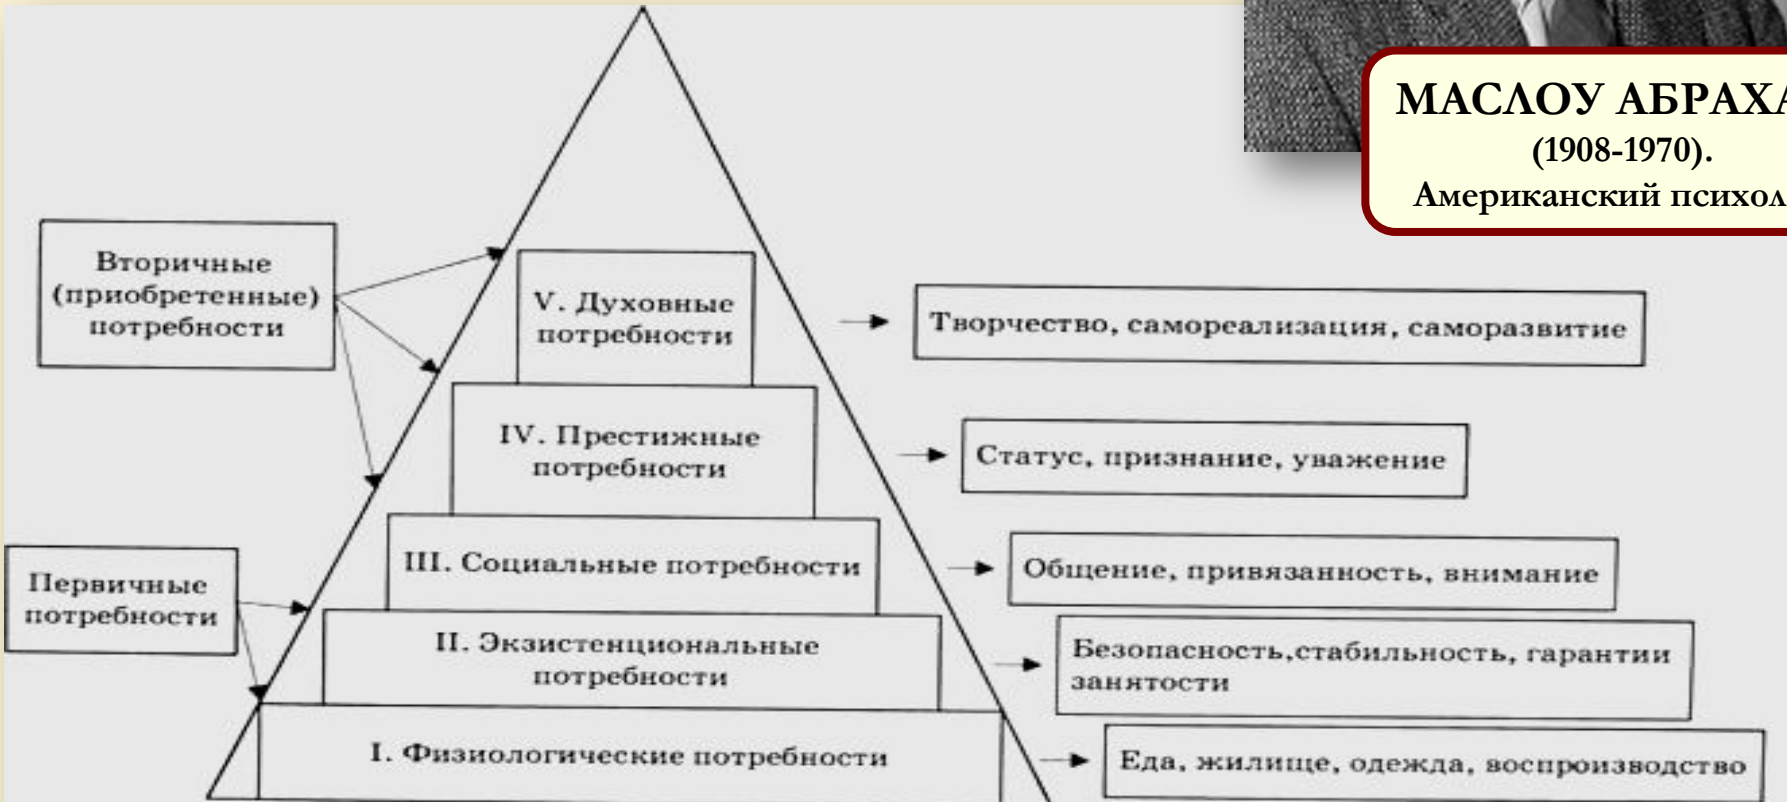 МАСЛОУ АБРАХА
(1908-1970).
Американский психол
Вторичные
(приобретенные)
потребности
V. Духовные
потребности
Творчество, самореализация, саморазвитие
IV. Престижные
потребности
Статус, признание, уважение
Первичные
потребности
III. Социальные потребности
Общение, привязанность, внимание
II. Экзистенциональные
потребности
Безопасность,стабильность, гарантии
занятости
I. Физиологические потребности
Еда, жилище, одежда, воспроизводство